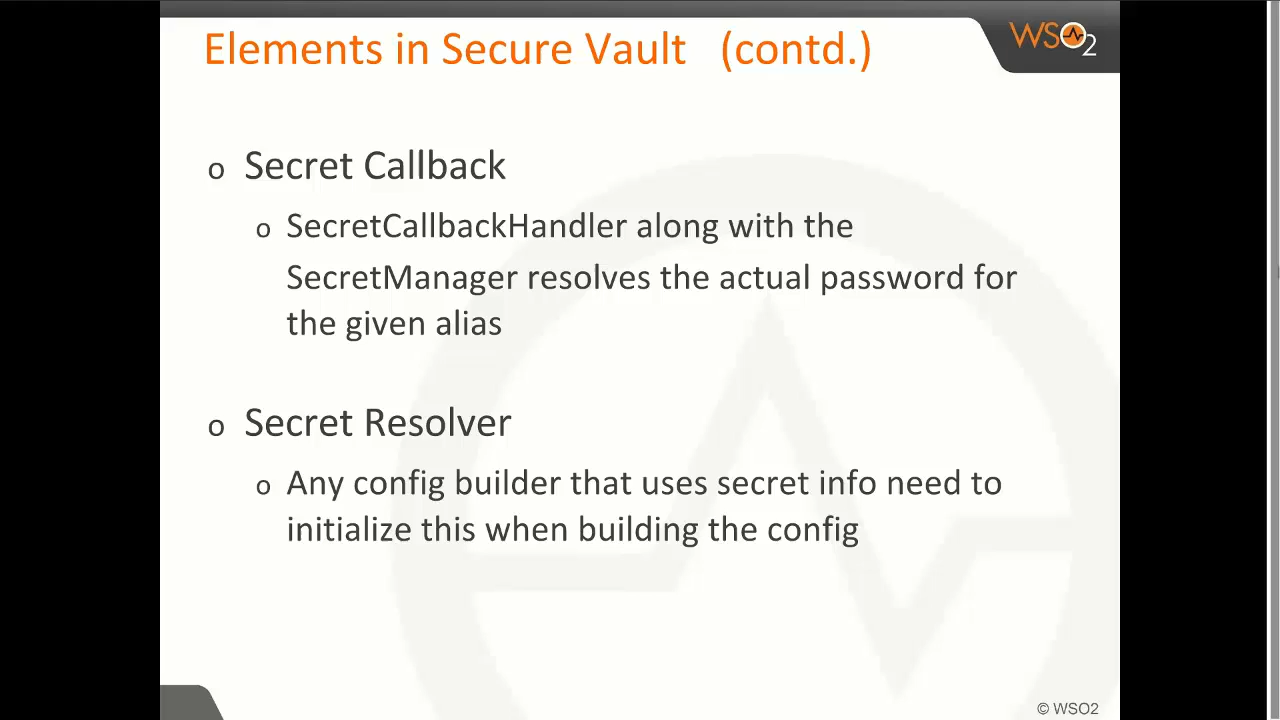 Elements in Secure Vault (contd.)
WSO2
o Secret Callback
o SecretCallbackHandler along with the
SecretManager resolves the actual password for
the given alias
o Secret Resolver
o Any config builder that uses secret info need to
initialize this when building the config
© WSO2